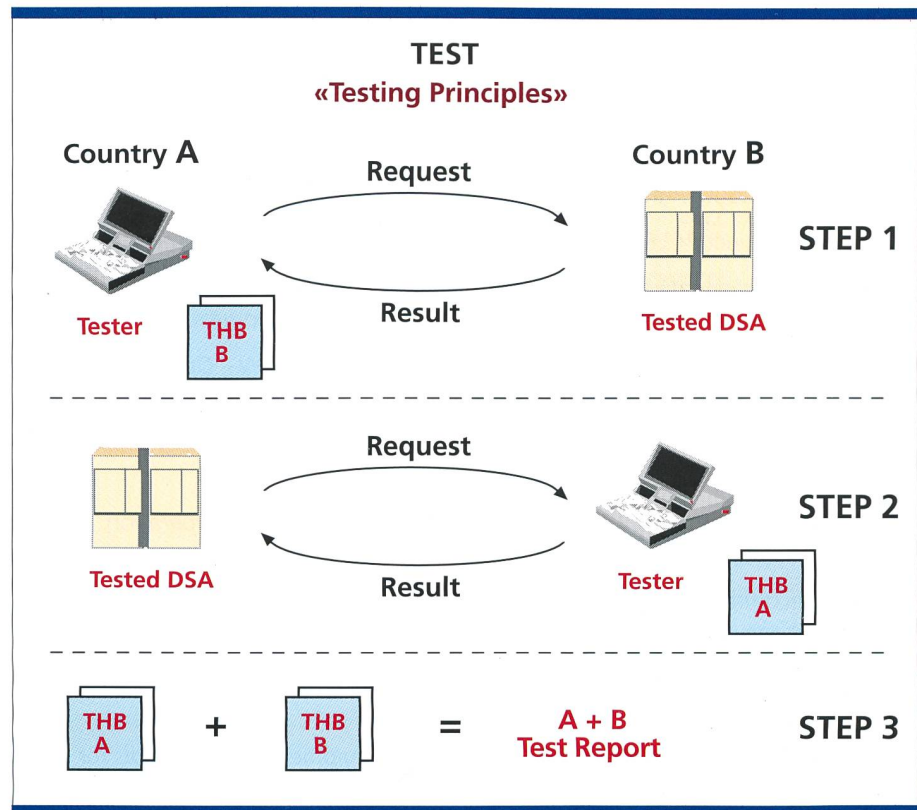 TEST
«Testing Principles»
Country A
Country B
Request
STEP 1
Result
Tester
THB
B
Tested DSA
Request
STEP 2
Result
Tested DSA
Tester
THB
A
THB
A
+
THB
B
=
A + B
Test Report
STEP 3